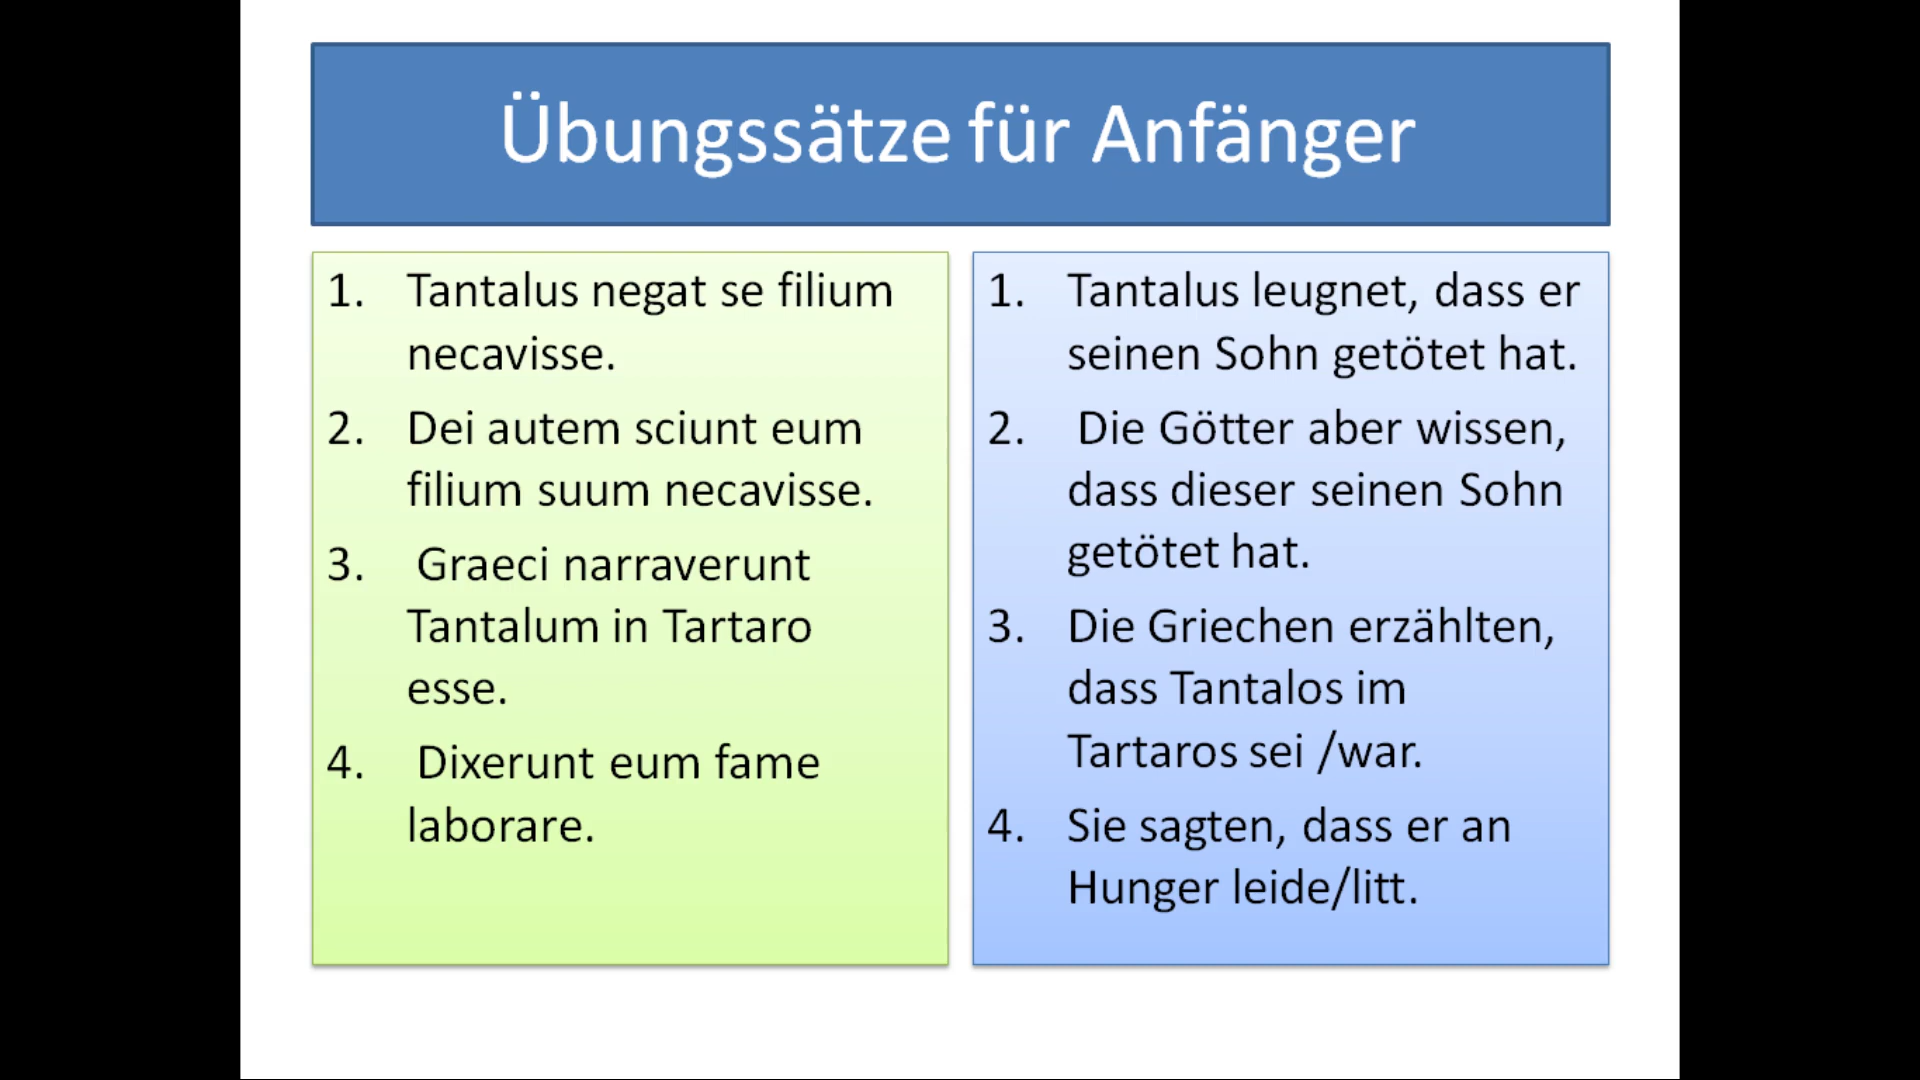 Übungssätze für Anfänger
1. Tantalus negat se filium
necavisse.
2. Dei autem sciunt eum
filium suum necavisse.
3. Graeci narraverunt
Tantalum in Tartaro
esse.
4. Dixerunt eum fame
laborare.
1. Tantalus leugnet, dass er
seinen Sohn getötet hat.
2. Die Götter aber wissen,
dass dieser seinen Sohn
getötet hat.
3. Die Griechen erzählten,
dass Tantalos im
Tartaros sei /war.
4. Sie sagten, dass er an
Hunger leide/litt.